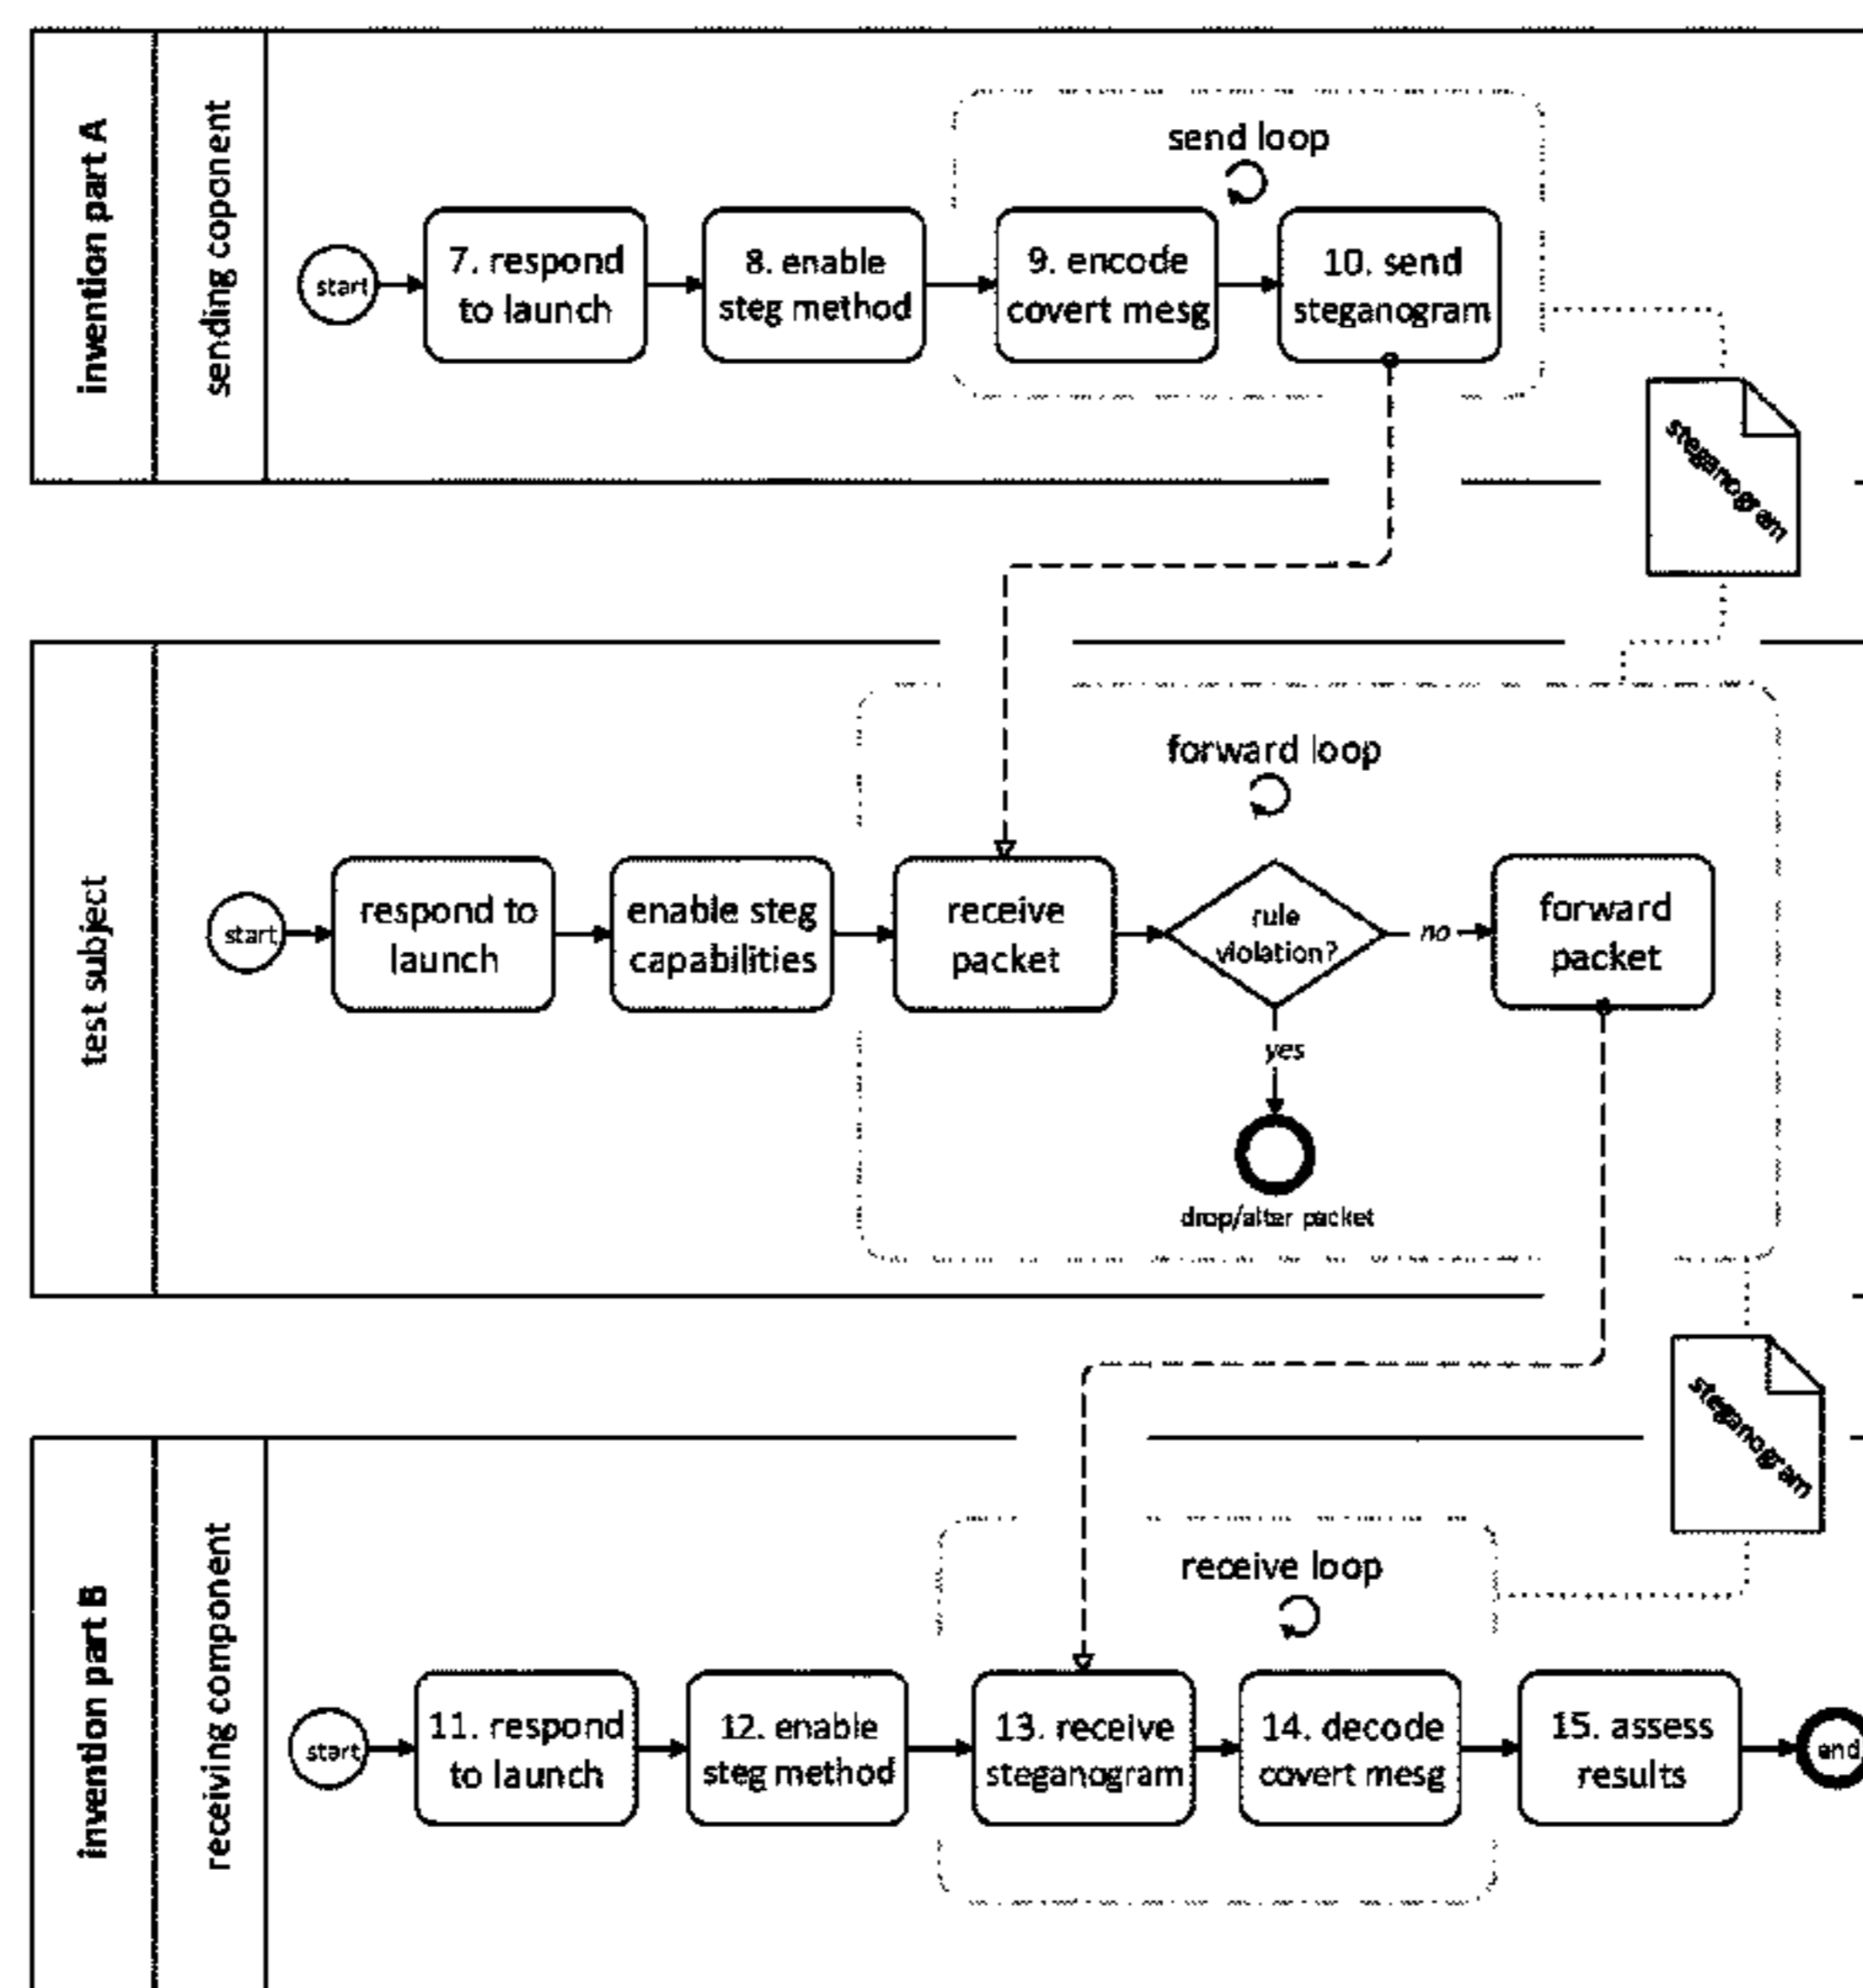 invention part A
sending coponent
send loop
start
7. respond
to launch
8. enable
steg method
9. encode
covert mesg
10. send
steganogram
steganogram
test subject
forward loop
start
respond to
launch
enable steg
capabilities
receive
packet
rule
violation?
no
forward
packet
yes
drop/alter packet
steganogram
invention part B
receiving component
receive loop
start
11. respond
to launch
12. enable
steg method
13. receive
steganogram
14. decode
covert mesg
15. assess
results
end